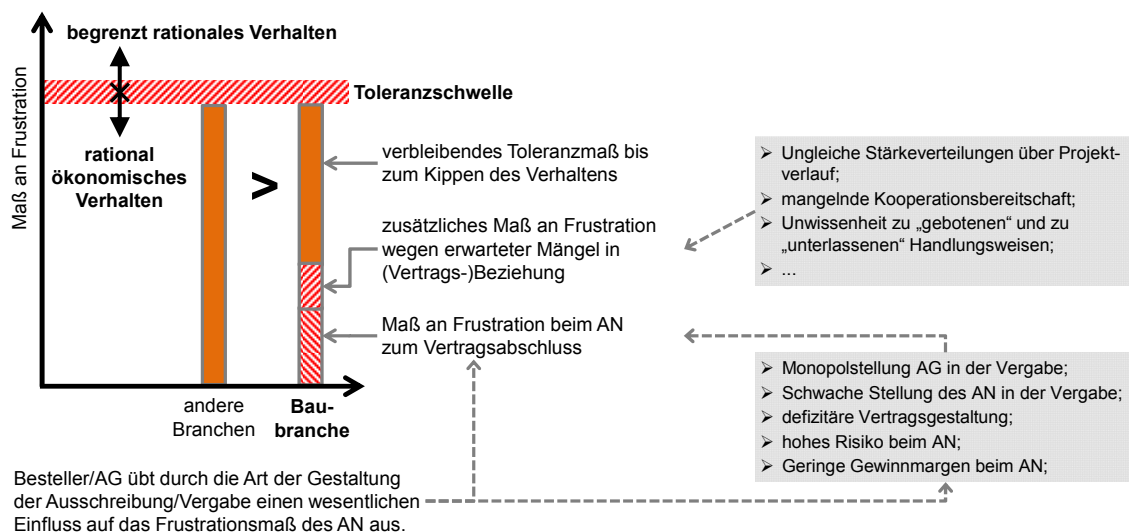 begrenzt rationales Verhalten
Maß an Frustration
Toleranzschwelle
rational
ökonomisches
Verhalten
>
verbleibendes Toleranzmaß bis
zum Kippen des Verhaltens
zusätzliches Maß an Frustration
wegen erwarteter Mängel in
(Vertrags-)Beziehung
Maß an Frustration beim AN
zum Vertragsabschluss
andere
Branchen
Bau-
branche
Ungleiche Stärkeverteilungen über Projekt-
verlauf;
mangelnde Kooperationsbereitschaft;
Unwissenheit zu „gebotenen“ und zu
„unterlassenen“ Handlungsweisen;
...
Monopolstellung AG in der Vergabe;
Schwache Stellung des AN in der Vergabe;
defizitäre Vertragsgestaltung;
hohes Risiko beim AN;
Geringe Gewinnmargen beim AN;
Besteller/AG übt durch die Art der Gestaltung
der Ausschreibung/Vergabe einen wesentlichen
Einfluss auf das Frustrationsmaß des AN aus.